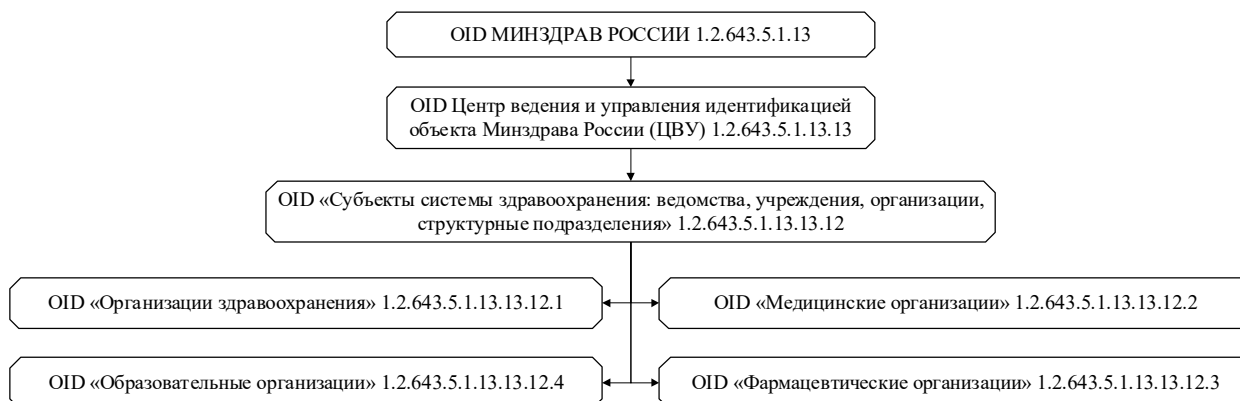 OID МИНЗДРАВ РОССИИ 1.2.643.5.1.13
OID Центр ведения и управления идентификацией
объекта Минздрава России (ЦВУ) 1.2.643.5.1.13.13
OID «Субъекты системы здравоохранения: ведомства, учреждения, организации,
структурные подразделения» 1.2.643.5.1.13.13.12
OID «Организации здравоохранения» 1.2.643.5.1.13.13.12.1
OID «Медицинские организации» 1.2.643.5.1.13.13.12.2
OID «Образовательные организации» 1.2.643.5.1.13.13.12.4
OID «Фармацевтические организации» 1.2.643.5.1.13.13.12.3